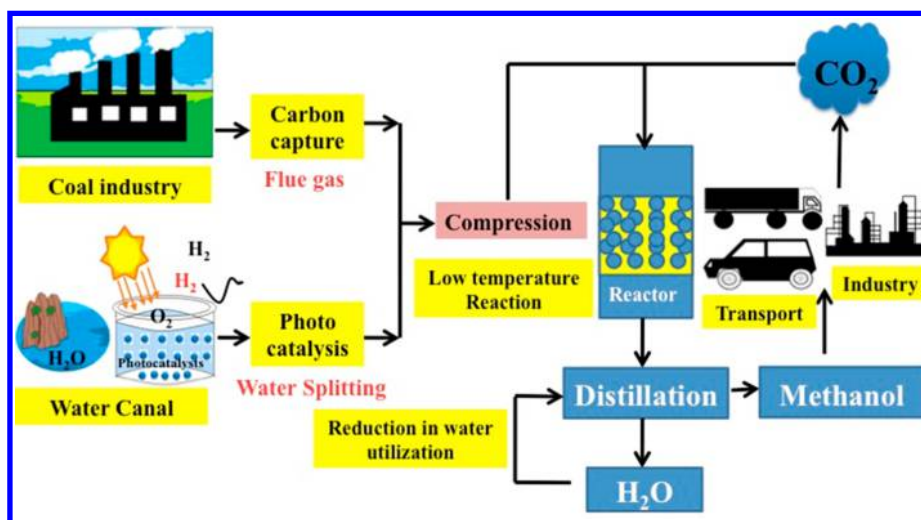 Coal industry
Carbon
capture
Flue gas
H₂
H₂
O₂
H₂O
Photocatalysis
Water Canal
Photo
catalysis
Water Splitting
Compression
Low temperature
Reaction
Reactor
CO₂
Transport
Industry
Distillation
Methanol
Reduction in water
utilization
H₂O